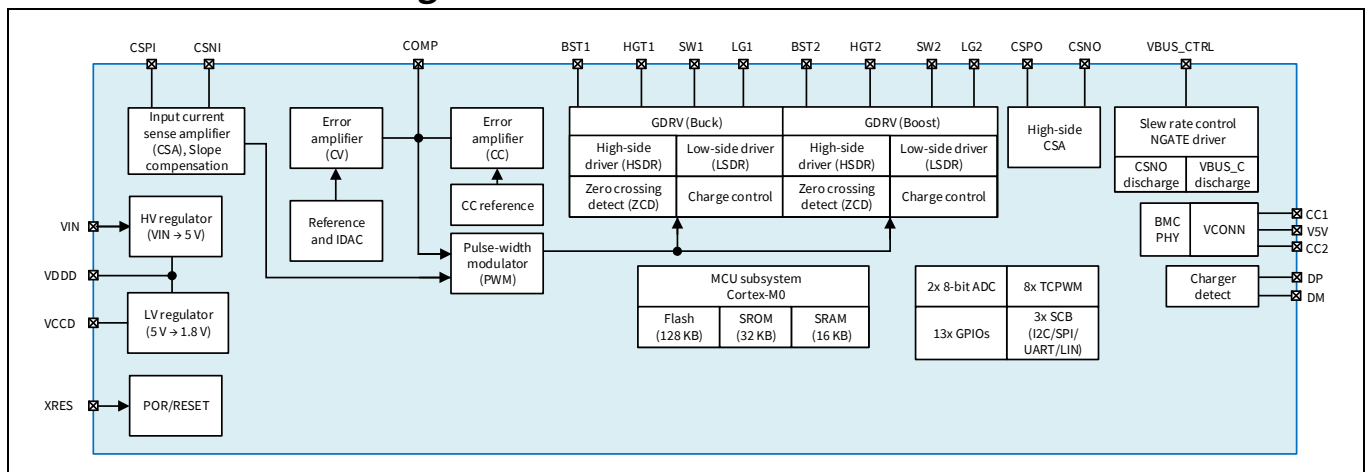 CSPI
CSNI
COMP
BST1
HGT1
SW1
LG1
BST2
HGT2
SW2
LG2
CSPO
CSNO
VBUS_CTRL
Input current
sense amplifier
(CSA), Slope
compensation
Error
amplifier
(CV)
Error
amplifier
(CC)
GDRV (Buck)
High-side
driver (HSDR)
Low-side driver
(LSDR)
Zero crossing
detect (ZCD)
Charge control
GDRV (Boost)
High-side
driver (HSDR)
Low-side driver
(LSDR)
Zero crossing
detect (ZCD)
Charge control
High-side
CSA
Slew rate control
NGATE driver
CSNO
discharge
VBUS_C
discharge
CC reference
Reference
and IDAC
VIN
HV regulator
(VIN → 5 V)
VDDD
LV regulator
(5 V → 1.8 V)
VCCD
Pulse-width
modulator
(PWM)
BMC
PHY
VCONN
CC1
V5V
CC2
Charger
detect
DP
DM
MCU subsystem
Cortex-M0
Flash
(128 KB)
SROM
(32 KB)
SRAM
(16 KB)
2x 8-bit ADC
8x TCPWM
13x GPIOs
3x SCB
(I2C/SPI/
UART/LIN)
XRES
POR/RESET